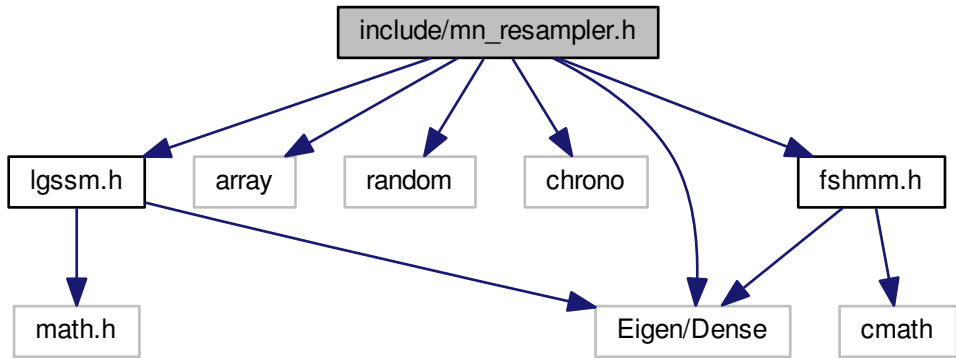 include/mn_resampler.h
lgssm.h
array
random
chrono
fshmm.h
math.h
Eigen/Dense
cmath